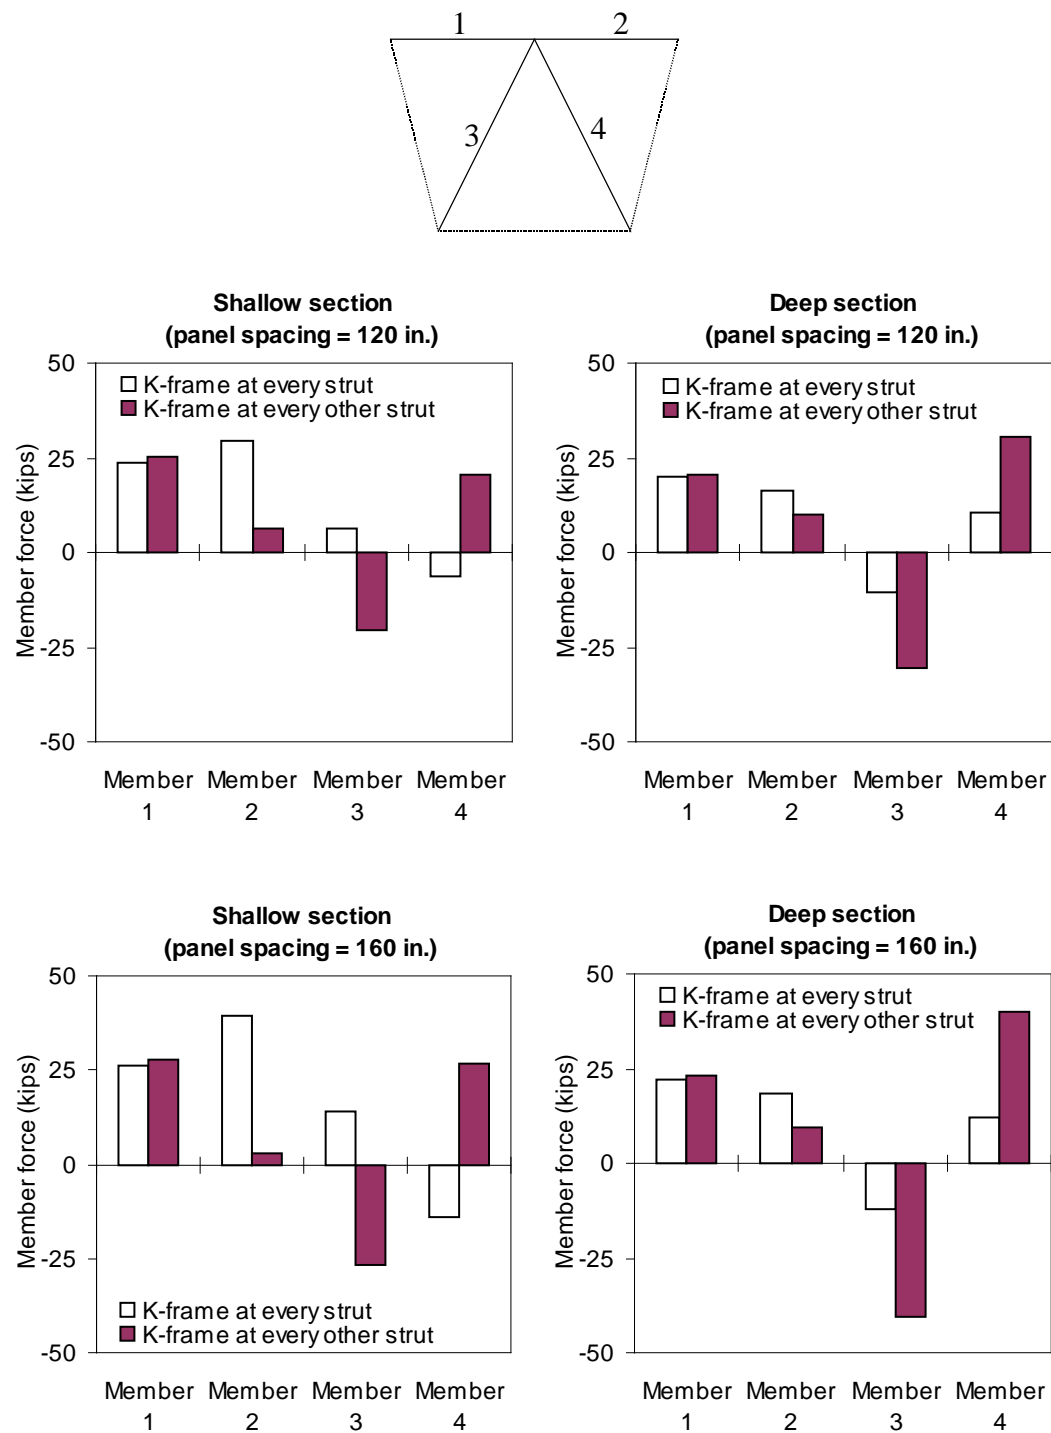 1 2
3 4
Shallow section
(panel spacing = 120 in.)
50
25
0
-25
-50
Member force (kips)
K-frame at every strut
K-frame at every other strut
Member Member Member Member
1 2 3 4
Deep section
(panel spacing = 120 in.)
50
25
0
-25
-50
Member force (kips)
K-frame at every strut
K-frame at every other strut
Member Member Member Member
1 2 3 4
Shallow section
(panel spacing = 160 in.)
50
25
0
-25
-50
Member force (kips)
K-frame at every strut
K-frame at every other strut
Member Member Member Member
1 2 3 4
Deep section
(panel spacing = 160 in.)
50
25
0
-25
-50
Member force (kips)
K-frame at every strut
K-frame at every other strut
Member Member Member Member
1 2 3 4